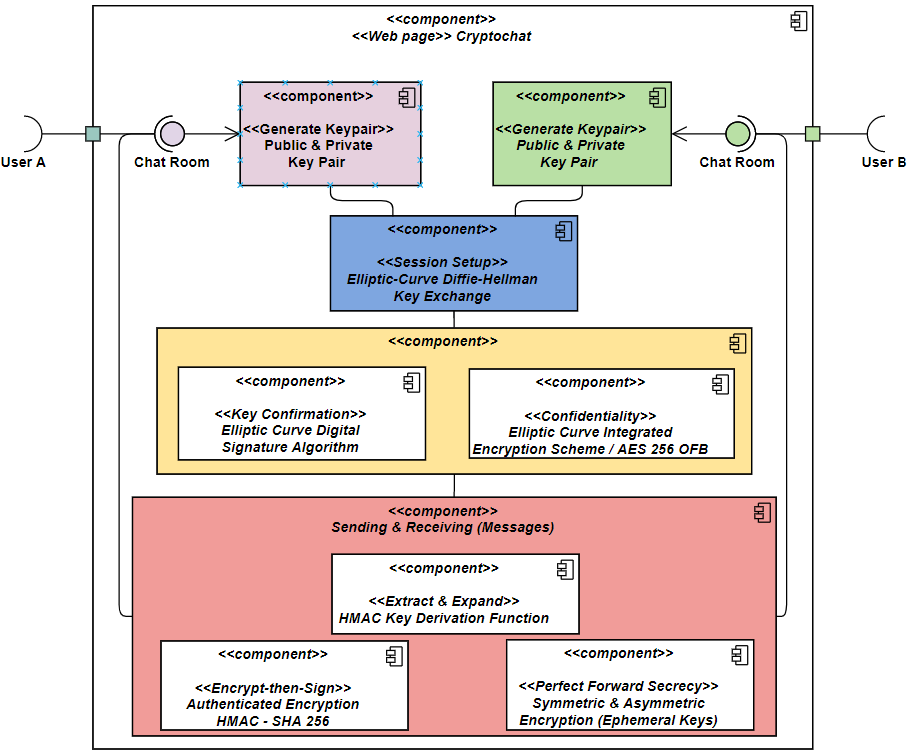 <<component>>
<<Web page>> Cryptochat
<<component>>
<<Generate Keypair>>
Public & Private
Key Pair
<<component>>
<<Generate Keypair>>
Public & Private
Key Pair
User A
Chat Room
Chat Room
User B
<<component>>
<<Session Setup>>
Elliptic-Curve Diffie-Hellman
Key Exchange
<<component>>
<<component>>
<<Key Confirmation>>
Elliptic Curve Digital
Signature Algorithm
<<component>>
<<Confidentiality>>
Elliptic Curve Integrated
Encryption Scheme / AES 256 OFB
<<component>>
Sending & Receiving (Messages)
<<component>>
<<Extract & Expand>>
HMAC Key Derivation Function
<<component>>
<<Encrypt-then-Sign>>
Authenticated Encryption
HMAC - SHA 256
<<component>>
<<Perfect Forward Secrecy>>
Symmetric & Asymmetric
Encryption (Ephemeral Keys)